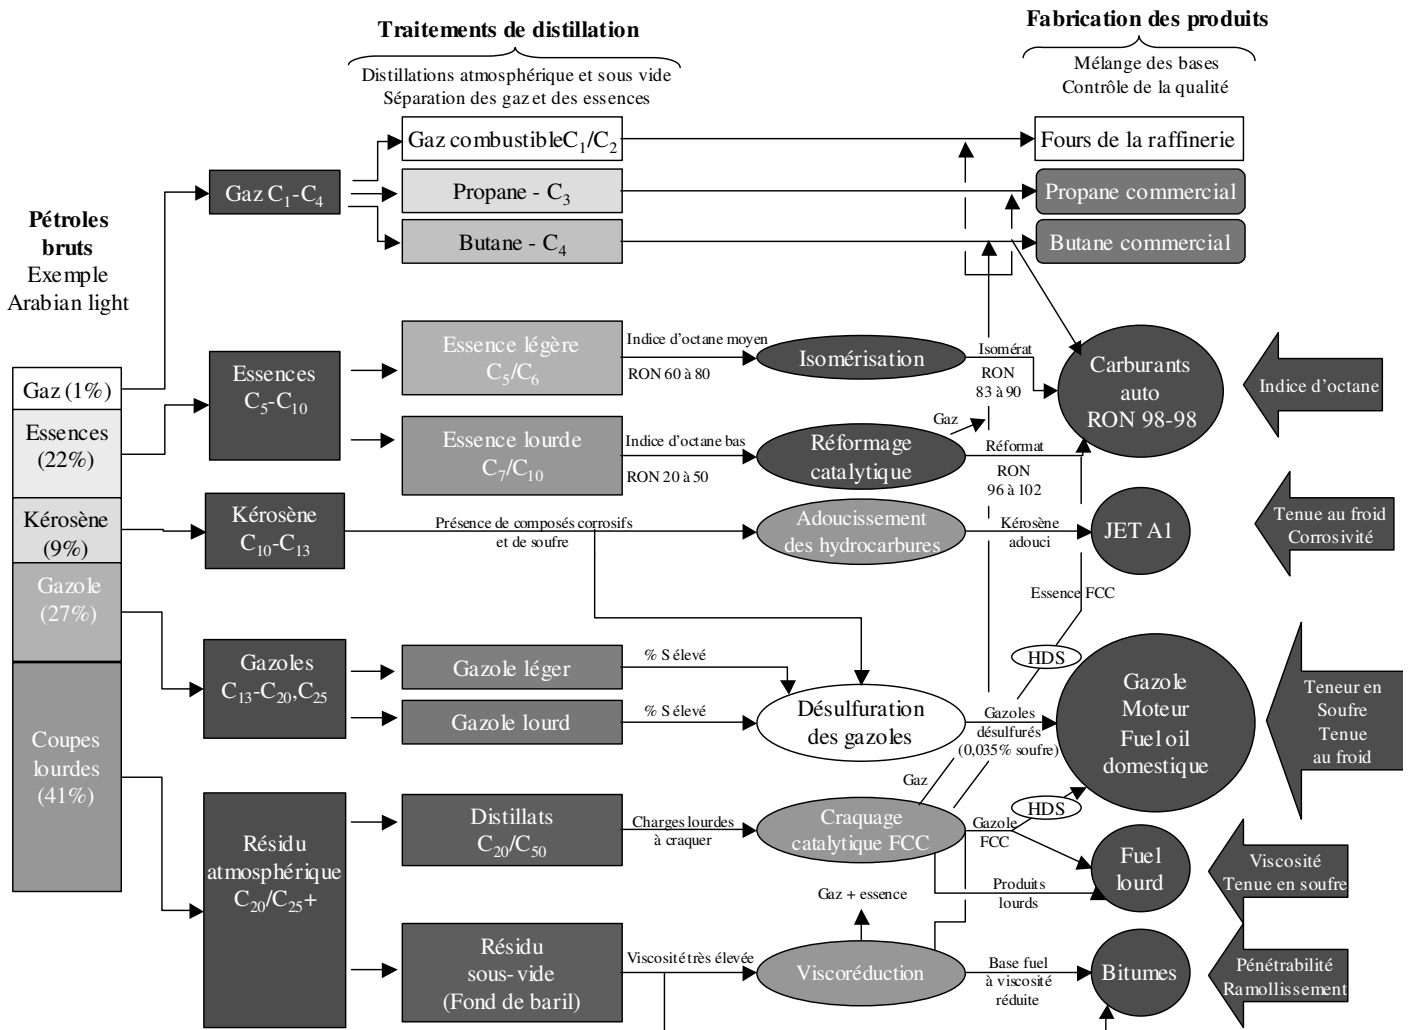 Traitements de distillation
Distillations atmosphérique et sous vide
Séparation des gaz et des essences
Fabrication des produits
Mélange des bases
Contrôle de la qualité
Pétroles
bruts
Exemple
Arabian light
Gaz (1%)
Essences
(22%)
Kérosène
(9%)
Gazole
(27%)
Coupes
lourdes
(41%)
Gaz C1-C4
Gaz combustibleC1/C2
Fours de la raffinerie
Propane - C3
Propane commercial
Butane - C4
Butane commercial
Essences
C5-C10
Essence légère
C5/C6
Indice d'octane moyen
RON 60 à 80
Isomérisation
Isomérat
RON
83 à 90
Carburants
auto
RON 98-98
Indice d'octane
Essence lourde
C7/C10
Indice d'octane bas
RON 20 à 50
Réformage
catalytique
Gaz
Réformat
RON
96 à 102
Kérosène
C10-C13
Présence de composés corrosifs
et de soufre
Adoucissement
des hydrocarbures
Kérosène
adouci
JET A1
Tenue au froid
Corrosivité
Essence FCC
HDS
Gazoles
C13-C20,C25
Gazole léger
% S élevé
Gazole lourd
% S élevé
Désulfuration
des gazoles
Gazoles
désulfurés
(0,035% soufre)
Gazole
Moteur
Fuel oil
domestique
Teneur en
Soufre
Tenue
au froid
Gaz
HDS
Résidu
atmosphérique
C20/C25+
Distillats
C20/C50
Charges lourdes
à craquer
Craquage
catalytique FCC
Gazole
FCC
Produits
lourds
Fuel
lourd
Viscosité
Tenue en soufre
Gaz + essence
Résidu
sous-vide
(Fond de baril)
Viscosité très élevée
Viscoréduction
Base fuel
à viscosité
réduite
Bitumes
Pénétrabilité
Ramollissement